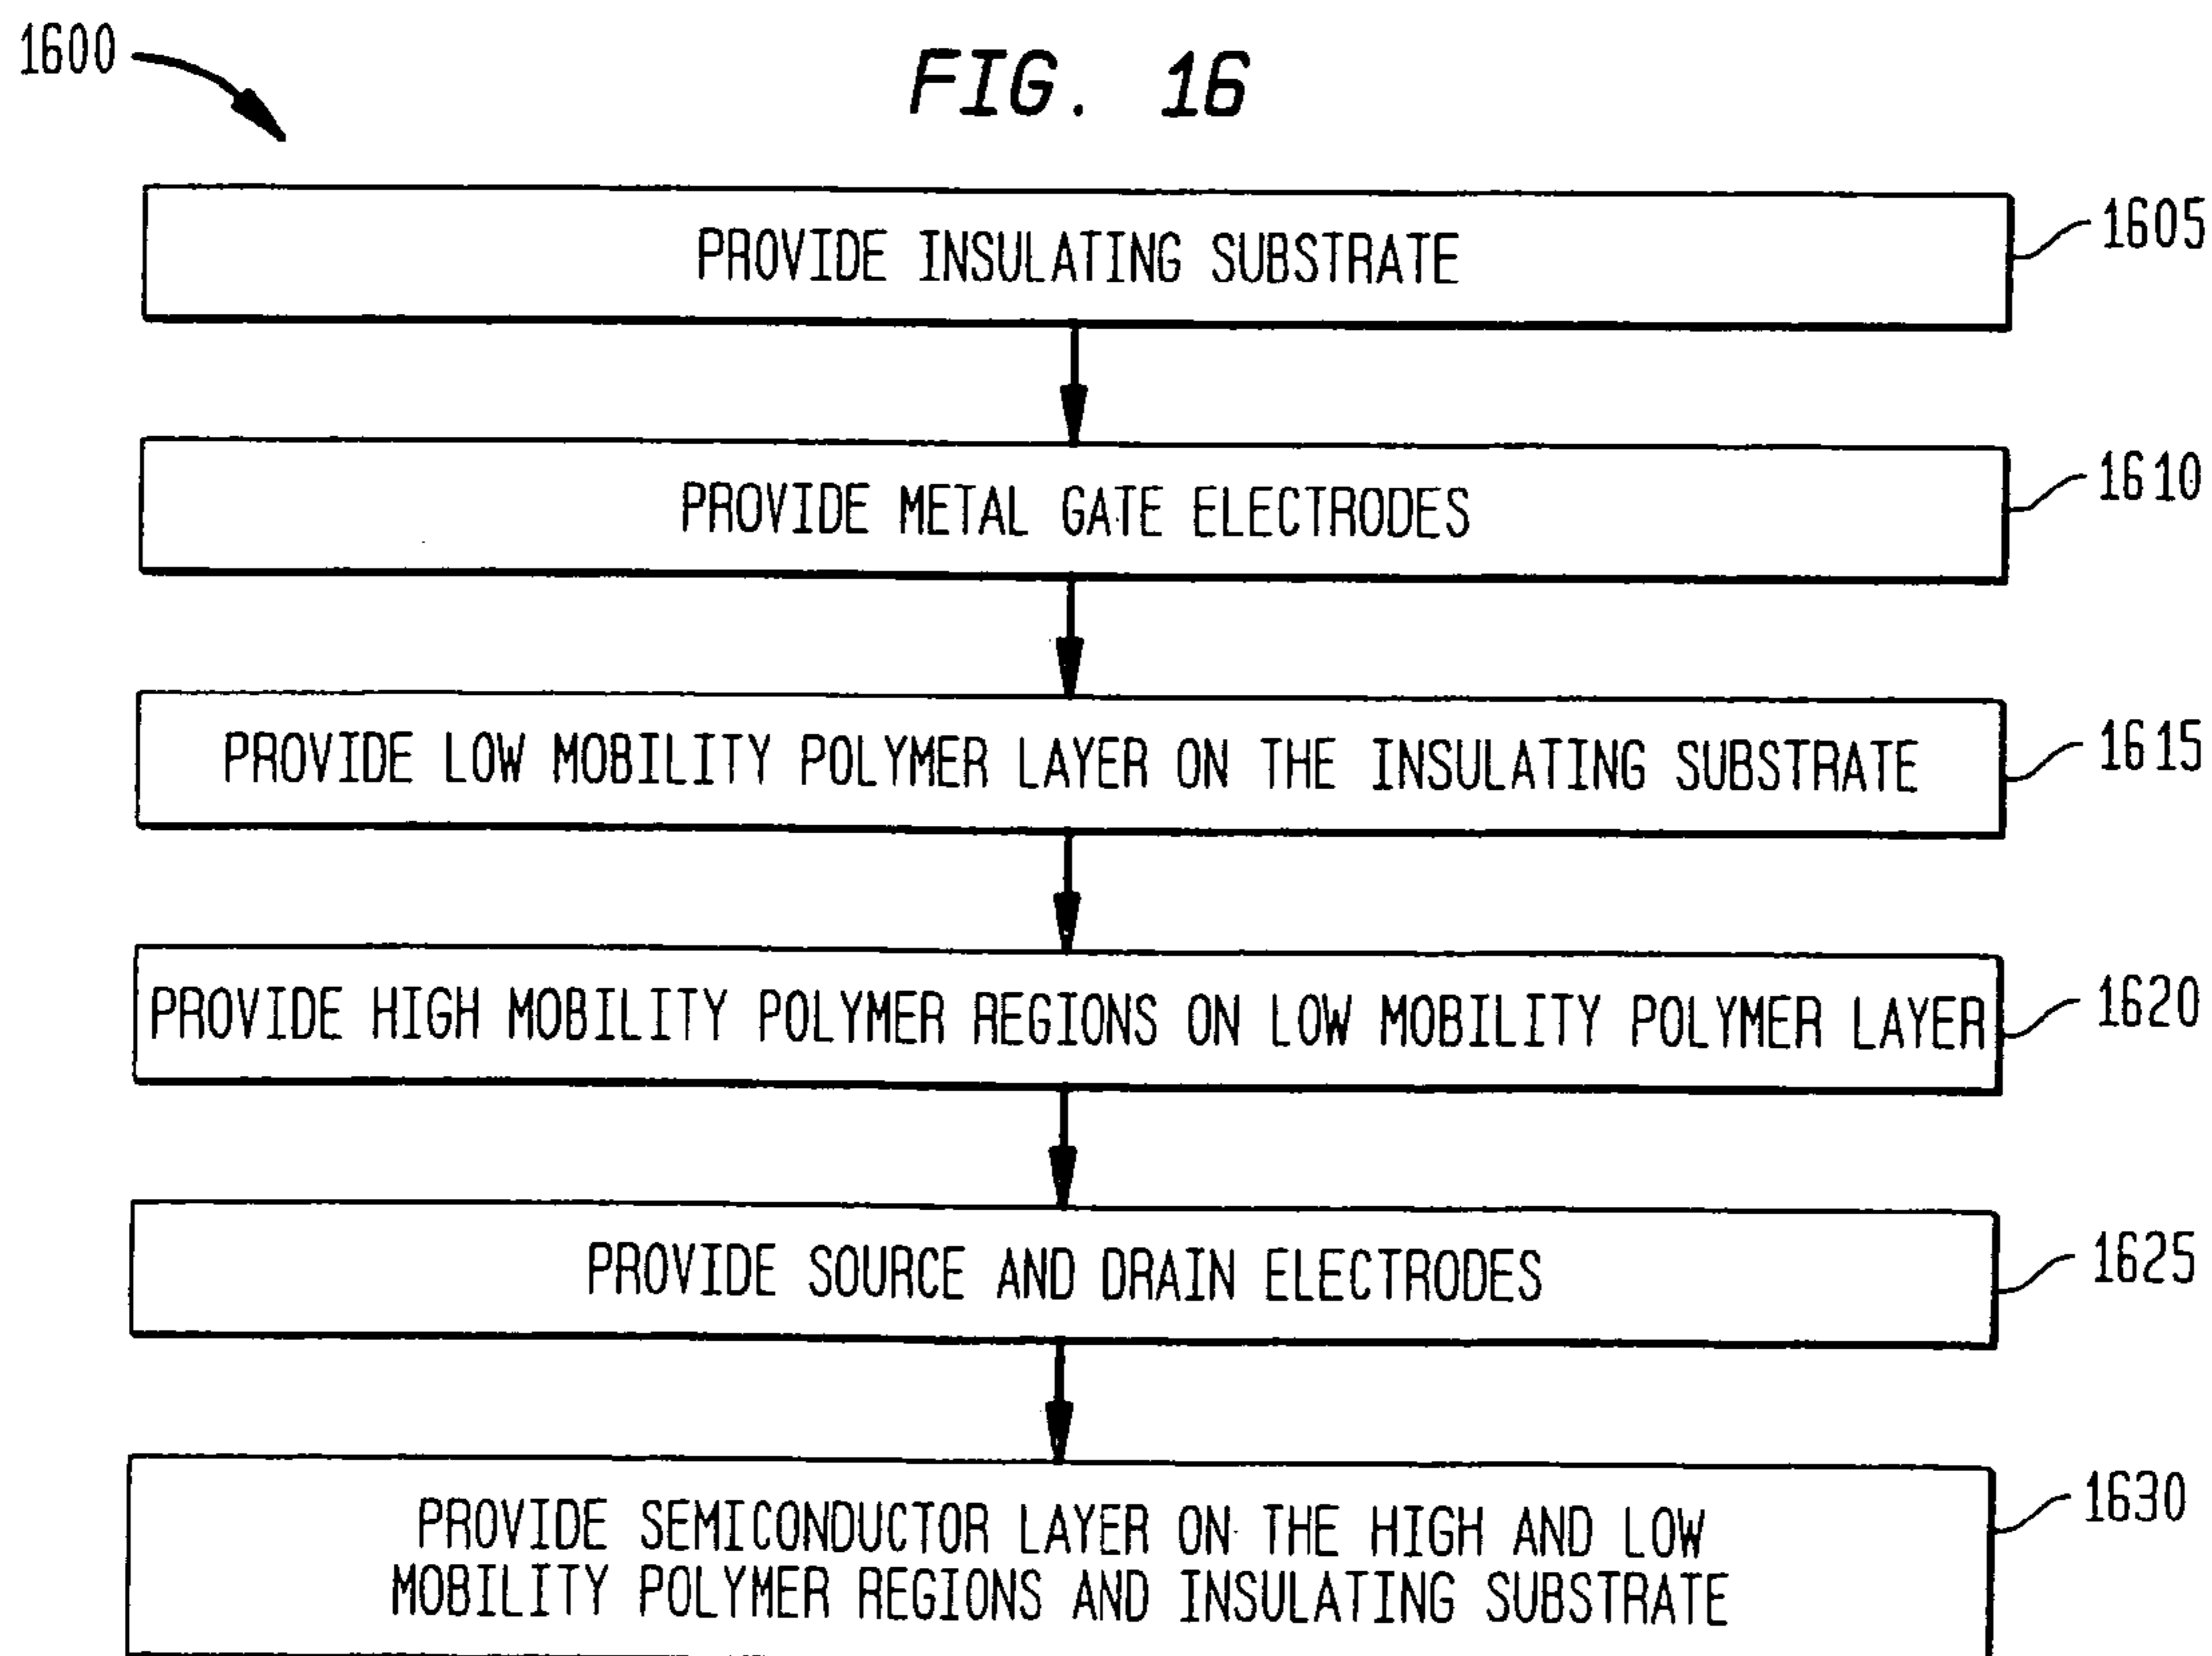 1600
FIG. 16
PROVIDE INSULATING SUBSTRATE
1605
PROVIDE METAL GATE ELECTRODES
1610
PROVIDE LOW MOBILITY POLYMER LAYER ON THE INSULATING SUBSTRATE
1615
PROVIDE HIGH MOBILITY POLYMER REGIONS ON LOW MOBILITY POLYMER LAYER
1620
PROVIDE SOURCE AND DRAIN ELECTRODES
1625
PROVIDE SEMICONDUCTOR LAYER ON THE HIGH AND LOW
MOBILITY POLYMER REGIONS AND INSULATING SUBSTRATE
1630